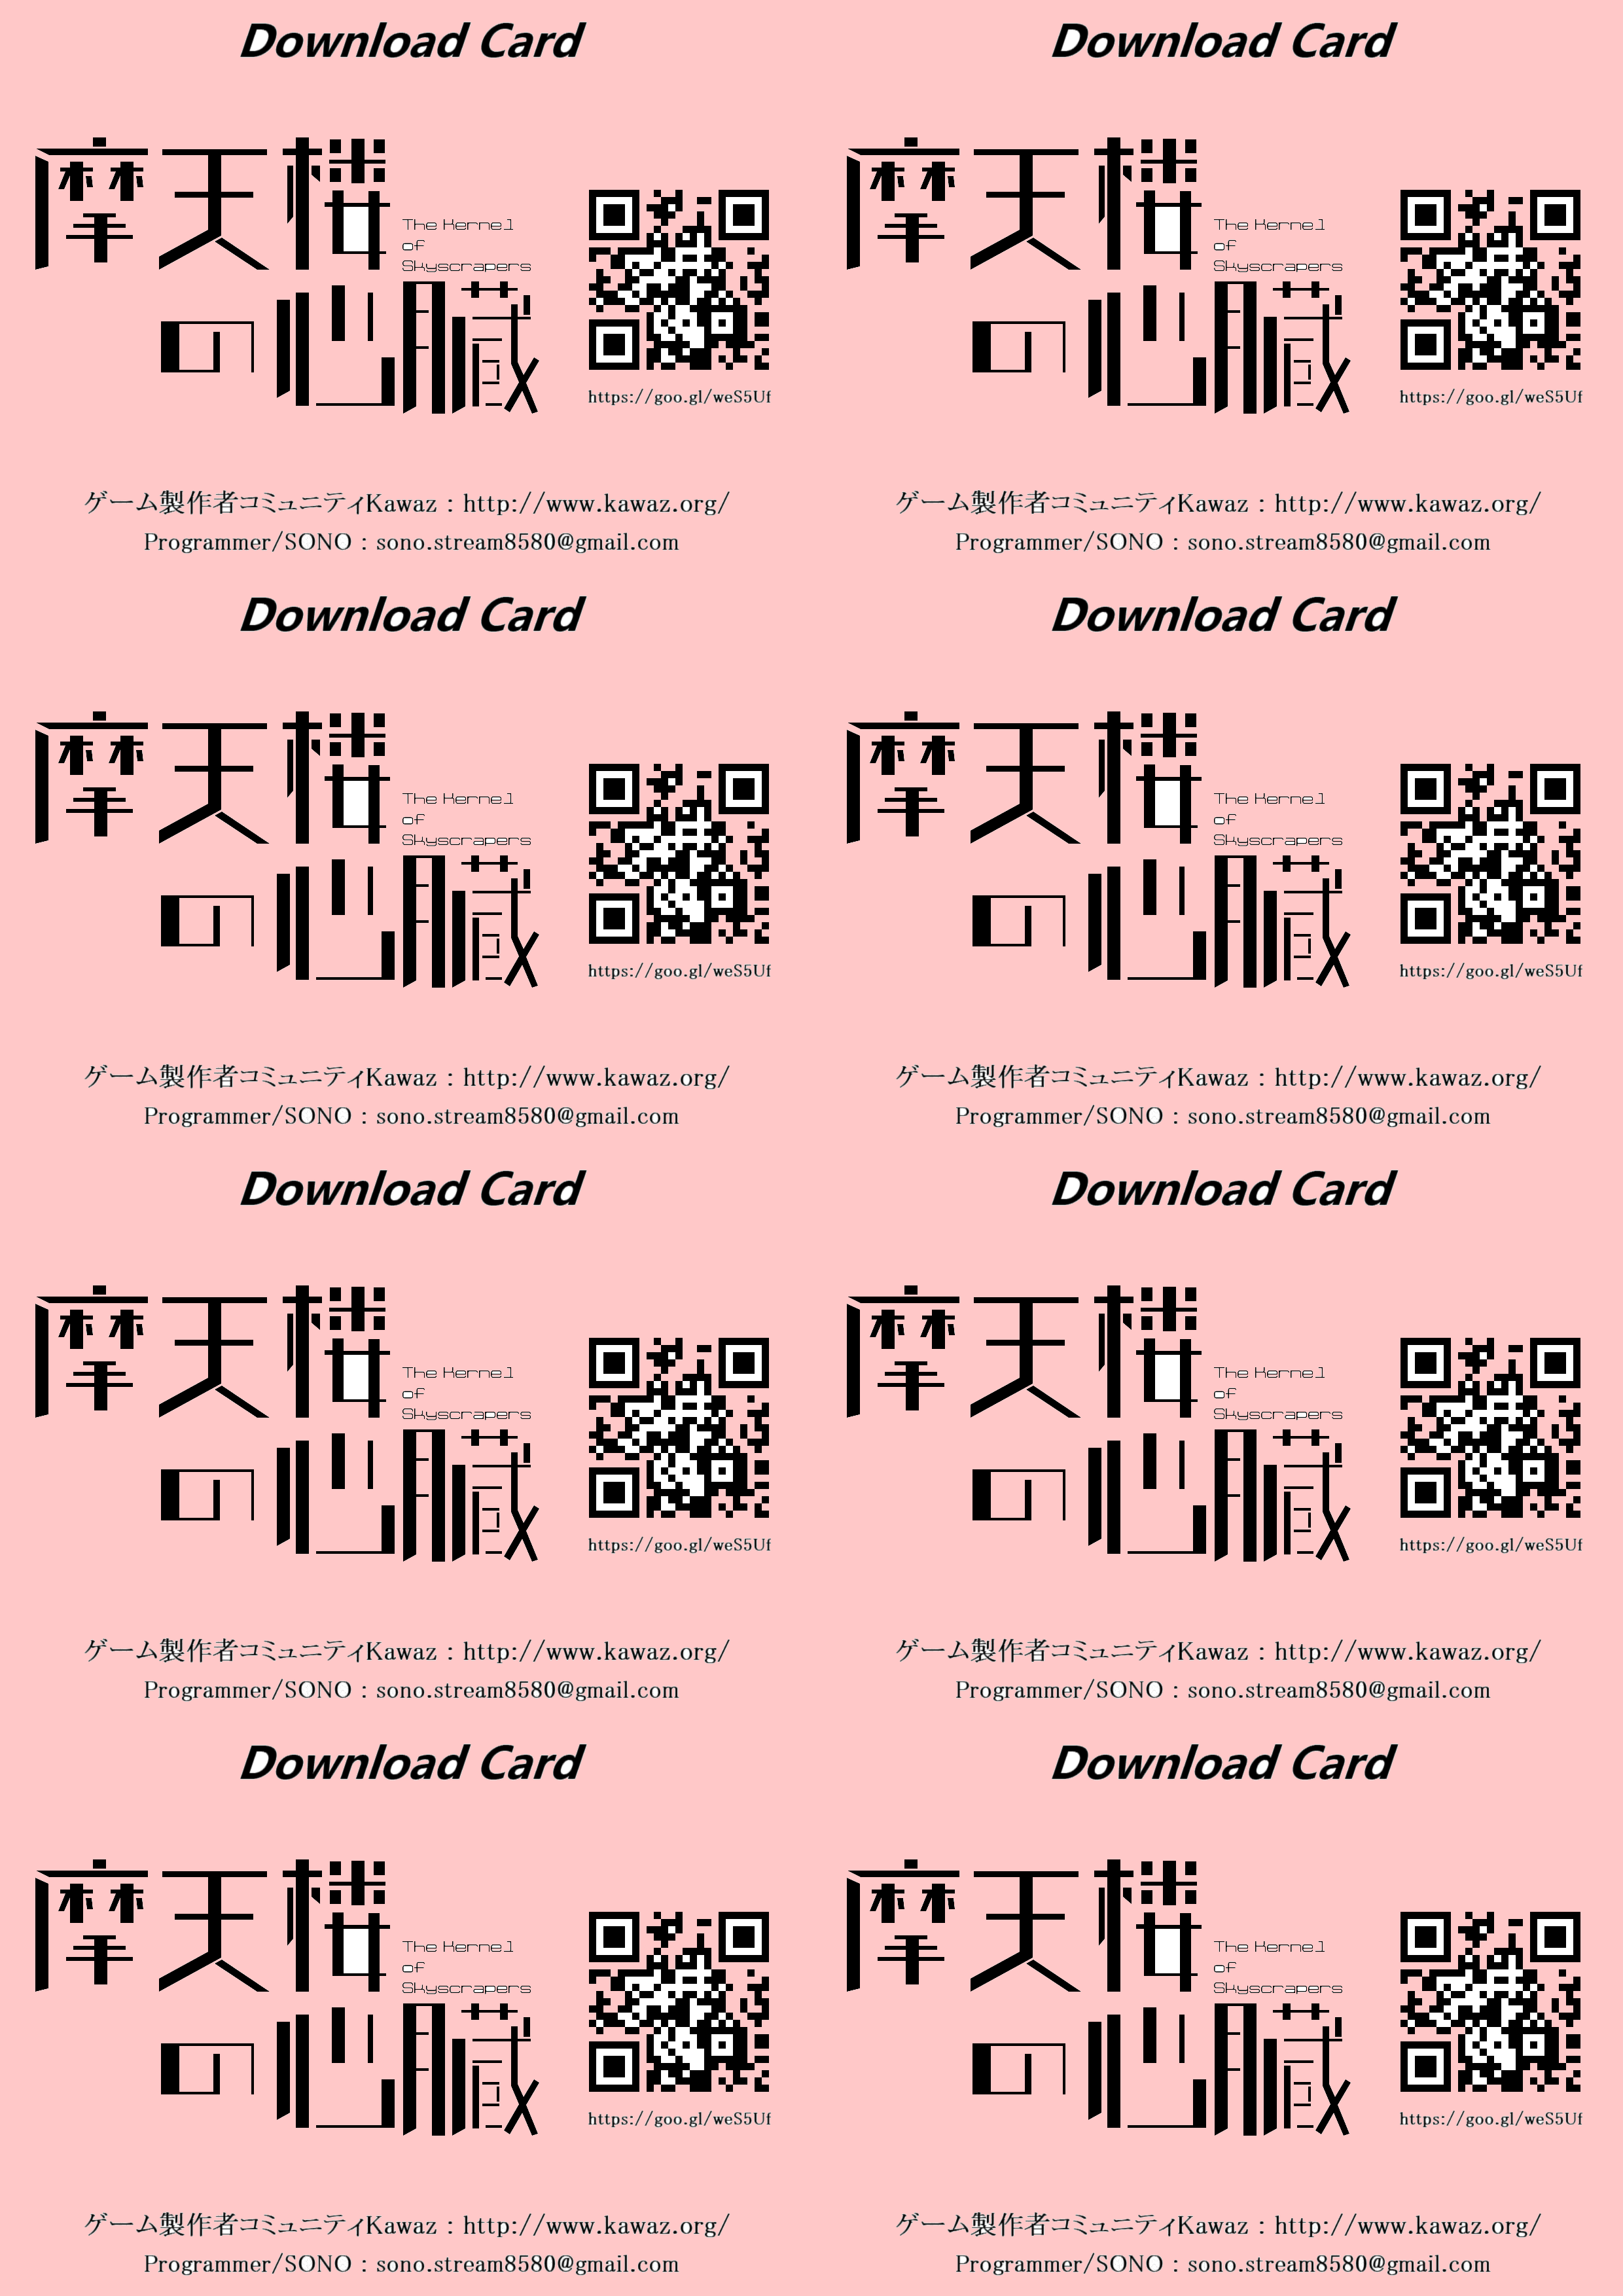 Download Card
摩天楼
The Kernel
of
Skyscrapers
の心臓
https://goo.gl/weS5Uf
ゲーム製作者コミュニティKawaz : http://www.kawaz.org/
Programmer/SONO : sono.stream8580@gmail.com
Download Card
摩天楼
The Kernel
of
Skyscrapers
の心臓
https://goo.gl/weS5Uf
ゲーム製作者コミュニティKawaz : http://www.kawaz.org/
Programmer/SONO : sono.stream8580@gmail.com
Download Card
摩天楼
The Kernel
of
Skyscrapers
の心臓
https://goo.gl/weS5Uf
ゲーム製作者コミュニティKawaz : http://www.kawaz.org/
Programmer/SONO : sono.stream8580@gmail.com
Download Card
摩天楼
The Kernel
of
Skyscrapers
の心臓
https://goo.gl/weS5Uf
ゲーム製作者コミュニティKawaz : http://www.kawaz.org/
Programmer/SONO : sono.stream8580@gmail.com
Download Card
摩天楼
The Kernel
of
Skyscrapers
の心臓
https://goo.gl/weS5Uf
ゲーム製作者コミュニティKawaz : http://www.kawaz.org/
Programmer/SONO : sono.stream8580@gmail.com
Download Card
摩天楼
The Kernel
of
Skyscrapers
の心臓
https://goo.gl/weS5Uf
ゲーム製作者コミュニティKawaz : http://www.kawaz.org/
Programmer/SONO : sono.stream8580@gmail.com
Download Card
摩天楼
The Kernel
of
Skyscrapers
の心臓
https://goo.gl/weS5Uf
ゲーム製作者コミュニティKawaz : http://www.kawaz.org/
Programmer/SONO : sono.stream8580@gmail.com
Download Card
摩天楼
The Kernel
of
Skyscrapers
の心臓
https://goo.gl/weS5Uf
ゲーム製作者コミュニティKawaz : http://www.kawaz.org/
Programmer/SONO : sono.stream8580@gmail.com